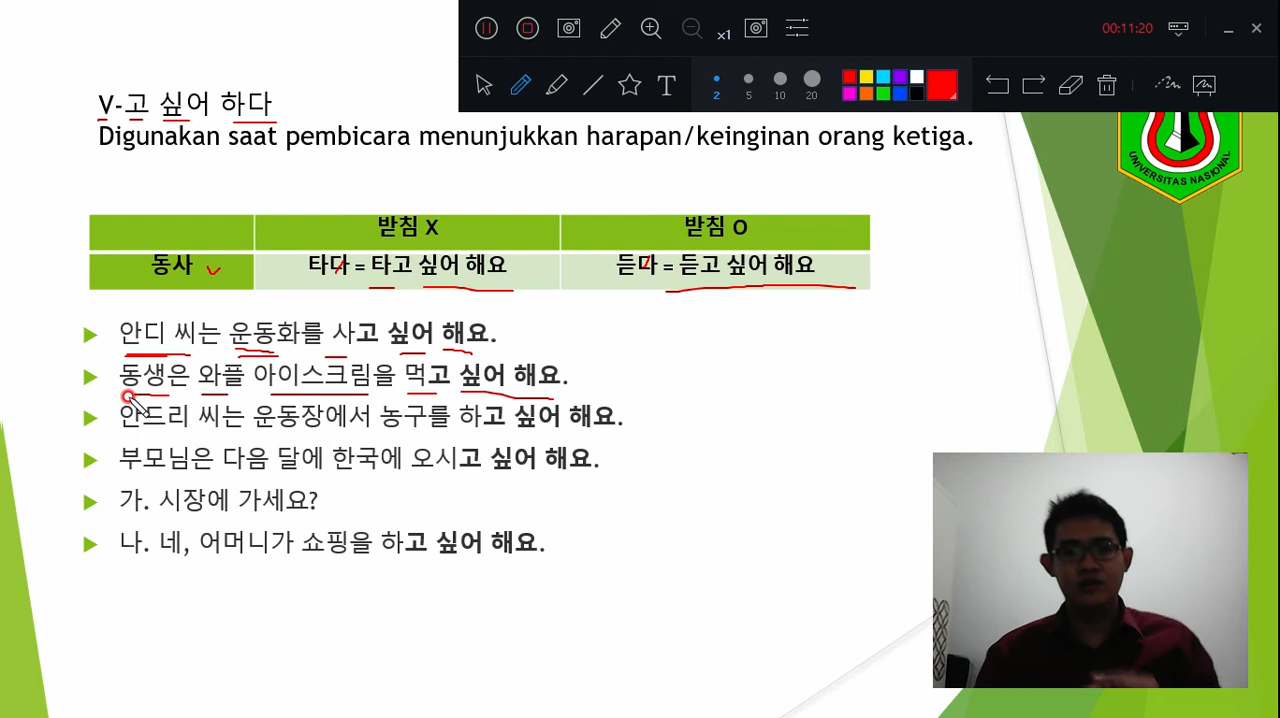 x1
00:11:20
T
2 5 10 20
V-고 싶어 하다
Digunakan saat pembicara menunjukkan harapan/keinginan orang ketiga.
UNIVERSITAS NASIONAL
받침 X 받침 O
동사 타다 = 타고 싶어 해요 듣다 = 듣고 싶어 해요
안디 씨는 운동화를 사고 싶어 해요.
동생은 와플 아이스크림을 먹고 싶어 해요.
안드리 씨는 운동장에서 농구를 하고 싶어 해요.
부모님은 다음 달에 한국에 오시고 싶어 해요.
가. 시장에 가세요?
나. 네, 어머니가 쇼핑을 하고 싶어 해요.